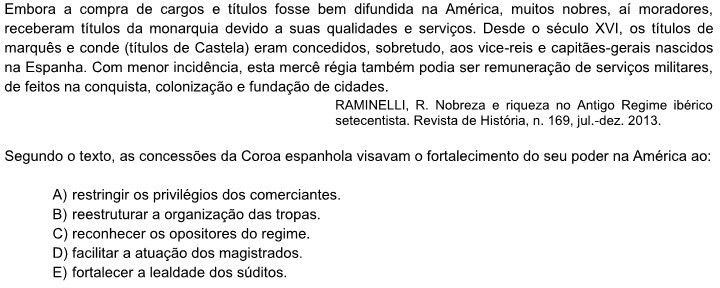 Embora a compra de cargos e títulos fosse bem difundida na América, muitos nobres, aí moradores,
receberam títulos da monarquia devido a suas qualidades e serviços. Desde o século XVI, os títulos de
marquês e conde (títulos de Castela) eram concedidos, sobretudo, aos vice-reis e capitães-gerais nascidos
na Espanha. Com menor incidência, esta mercê régia também podia ser remuneração de serviços militares,
de feitos na conquista, colonização e fundação de cidades.
RAMINELLI, R. Nobreza e riqueza no Antigo Regime ibérico
setecentista. Revista de História, n. 169, jul.-dez. 2013.
Segundo o texto, as concessões da Coroa espanhola visavam o fortalecimento do seu poder na América ao:
A) restringir os privilégios dos comerciantes.
B) reestruturar a organização das tropas.
C) reconhecer os opositores do regime.
D) facilitar a atuação dos magistrados.
E) fortalecer a lealdade dos súditos.